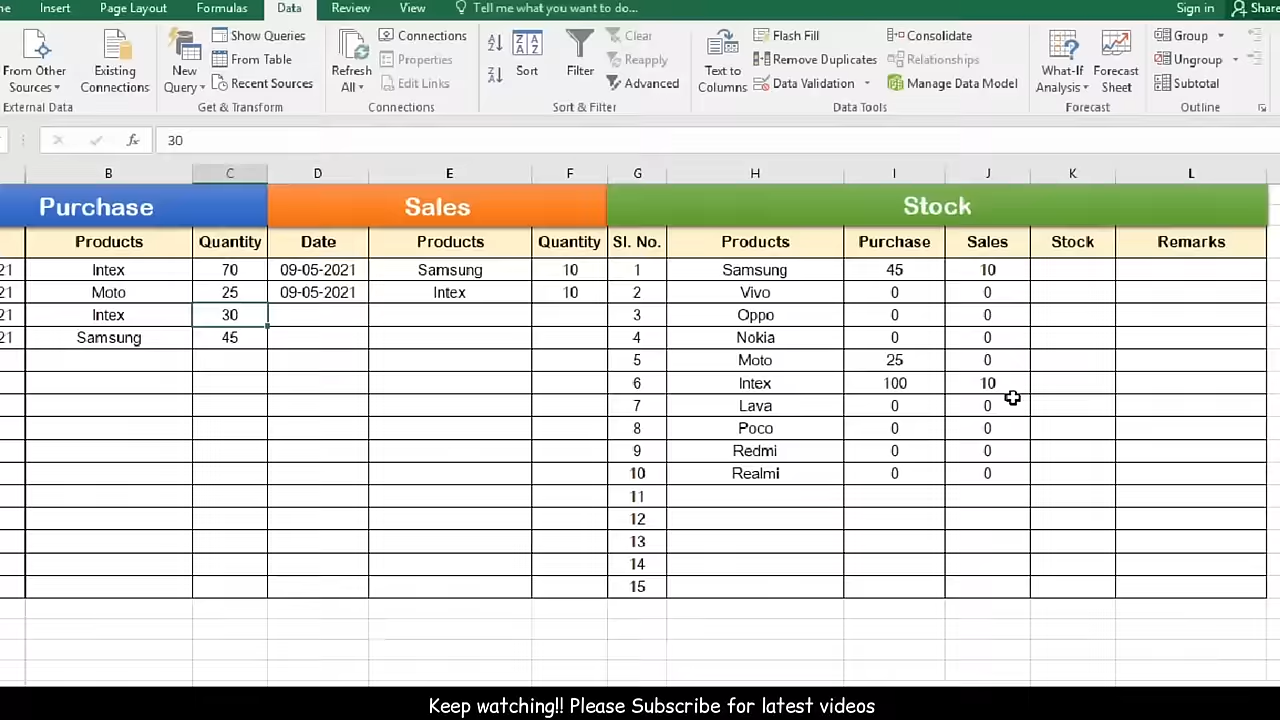 ne Insert Page Layout Formulas Data Review View Tell me what you want to do... Sign in Share
From Other Sources Existing Connections New Query Show Queries From Table Recent Sources Refresh All Connections Properties Edit Links Sort Filter Clear Reapply Advanced Text to Columns Flash Fill Remove Duplicates Data Validation Consolidate Relationships Manage Data Model What-If Analysis Forecast Sheet Group Ungroup Subtotal
External Data Get & Transform Connections Sort & Filter Data Tools Forecast Outline
fx 30
B C D E F G H I J K L
Purchase Sales Stock
Products Quantity Date Products Quantity Sl. No. Products Purchase Sales Stock Remarks
21 Intex 70 09-05-2021 Samsung 10 1 Samsung 45 10
21 Moto 25 09-05-2021 Intex 10 2 Vivo 0 0
21 Intex 30 3 Oppo 0 0
21 Samsung 45 4 Nokia 0 0
5 Moto 25 0
6 Intex 100 10
7 Lava 0 0
8 Poco 0 0
9 Redmi 0 0
10 Realmi 0 0
11
12
13
14
15
Keep watching!! Please Subscribe for latest videos